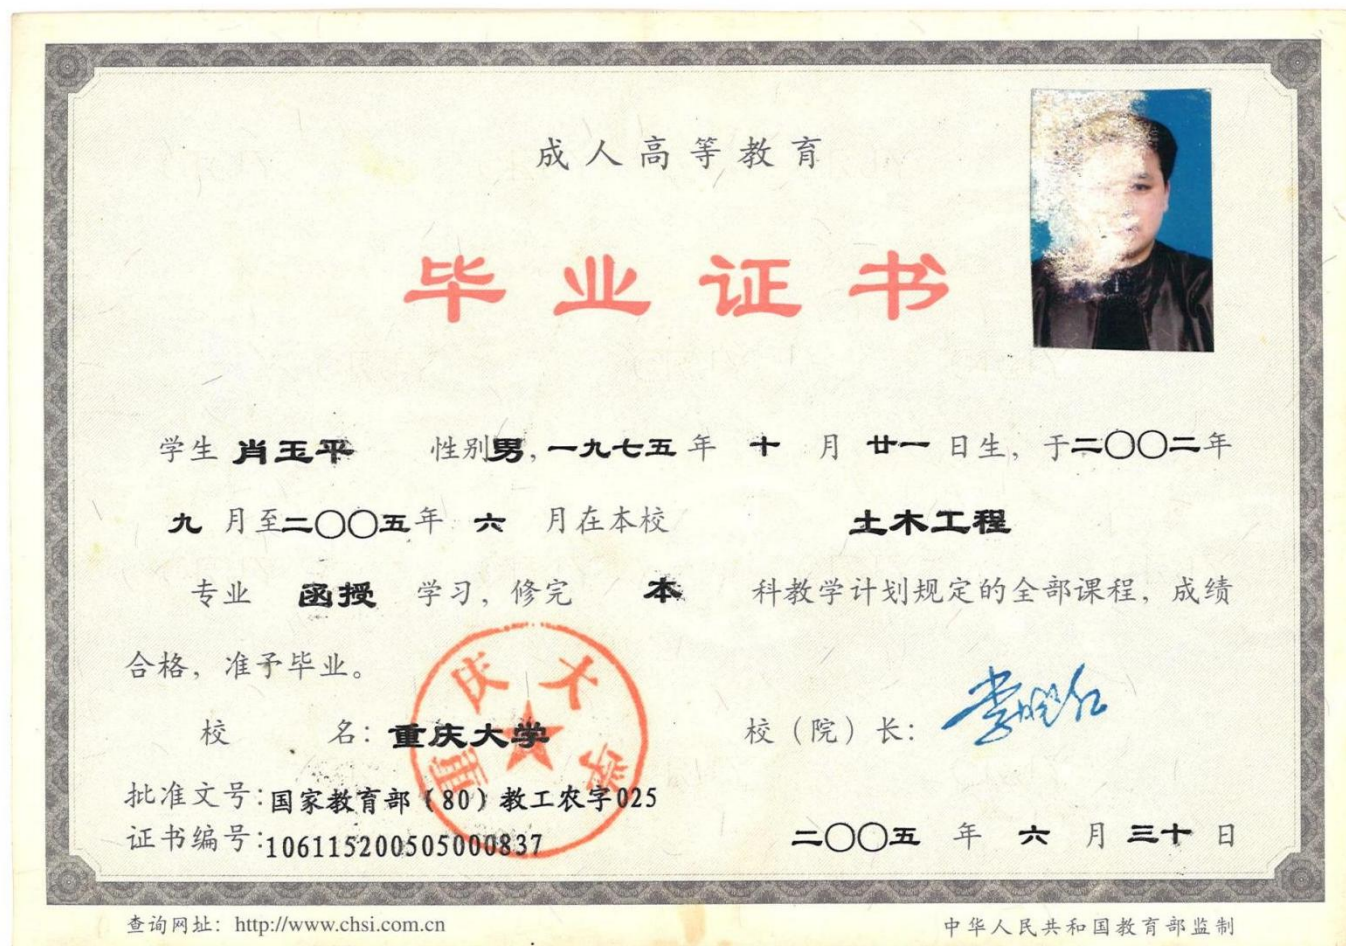 成人高等教育
毕业证书
学生 肖玉平 性别男，一九七五年 十 月 廿一 日生，于二〇〇二年
九 月至二〇〇五年 六 月在本校 土木工程
专业 函授 学习，修完 本 科教学计划规定的全部课程，成绩
合格，准予毕业。
校 名：重庆大学 校（院）长：
重庆大学
批准文号：国家教育部（80）教工农字025
证书编号：106115200505000837
二〇〇五 年 六 月 三十 日
查询网址：http://www.chsi.com.cn 中华人民共和国教育部监制